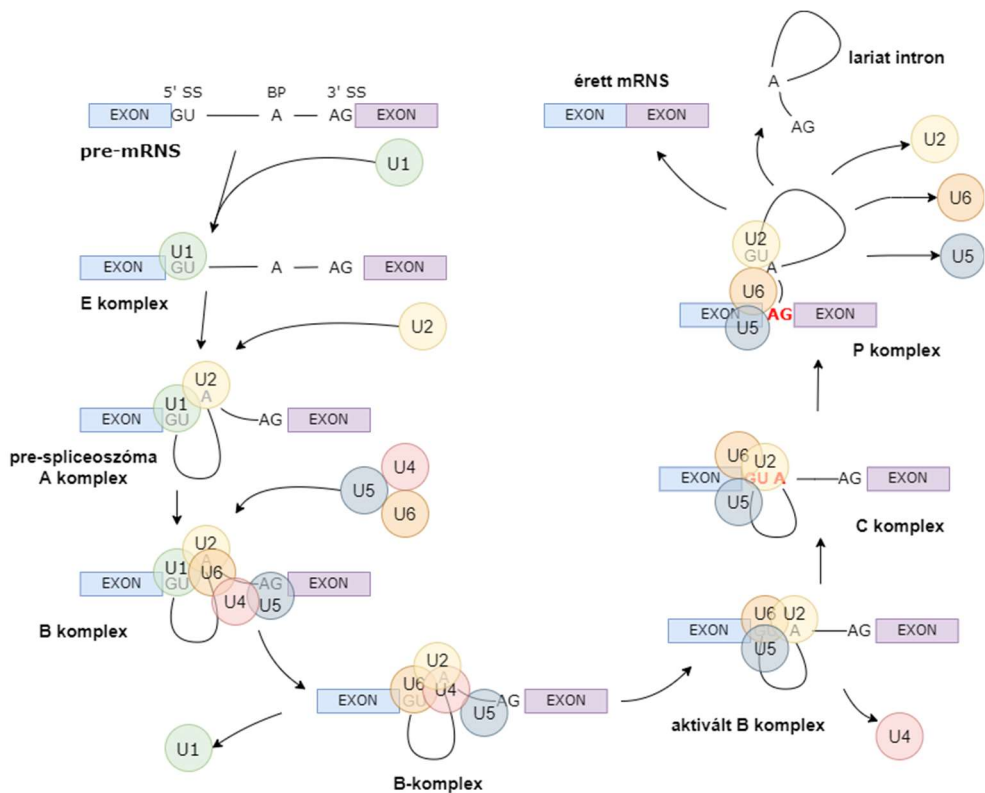 5' SS BP 3' SS
EXON GU A AG EXON
pre-mRNS
U1
U1
EXON GU A AG EXON
E komplex
U2
U2
A
U1
EXON GU AG EXON
pre-spliceoszóma
A komplex
U4
U5
U6
U2
A
U1 U6
EXON GU AG EXON
U4 U5
B komplex
U1
U2
A
U6 U4
EXON GU AG EXON
U5
B-komplex
U6 U2
EXON GU A AG EXON
U5
aktivált B komplex
U4
U6 U2
EXON GU A AG EXON
U5
C komplex
U2
GU A
U6
EXON AG EXON
U5
P komplex
érett mRNS
EXON EXON
lariat intron
A
AG
U2
U6
U5